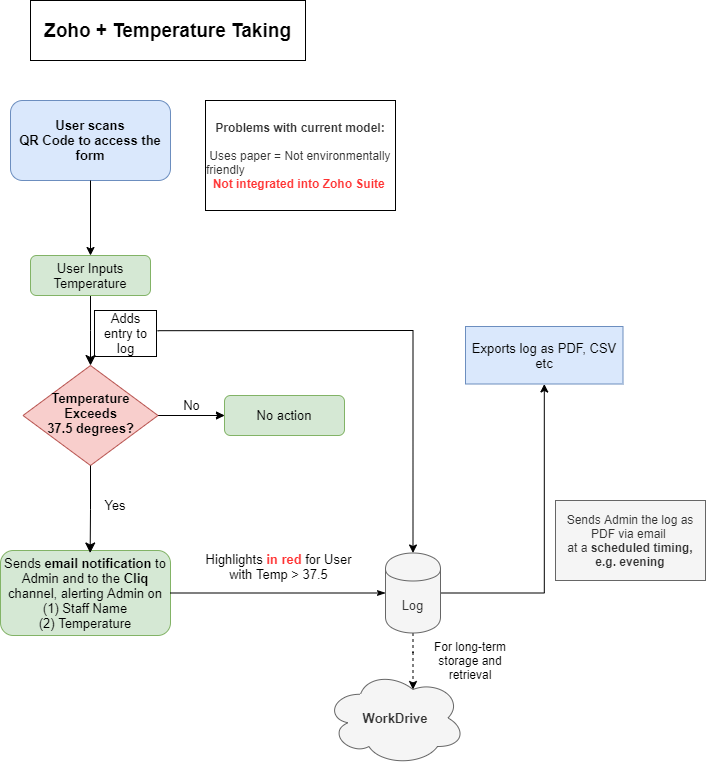 Zoho + Temperature Taking
User scans
QR Code to access the
form
Problems with current model:
Uses paper = Not environmentally
friendly
Not integrated into Zoho Suite
User Inputs
Temperature
Adds
entry to
log
Exports log as PDF, CSV
etc
Temperature
Exceeds
37.5 degrees?
No
No action
Yes
Sends Admin the log as
PDF via email
at a scheduled timing,
e.g. evening
Sends email notification to
Admin and to the Cliq
channel, alerting Admin on
(1) Staff Name
(2) Temperature
Highlights in red for User
with Temp > 37.5
Log
For long-term
storage and
retrieval
WorkDrive